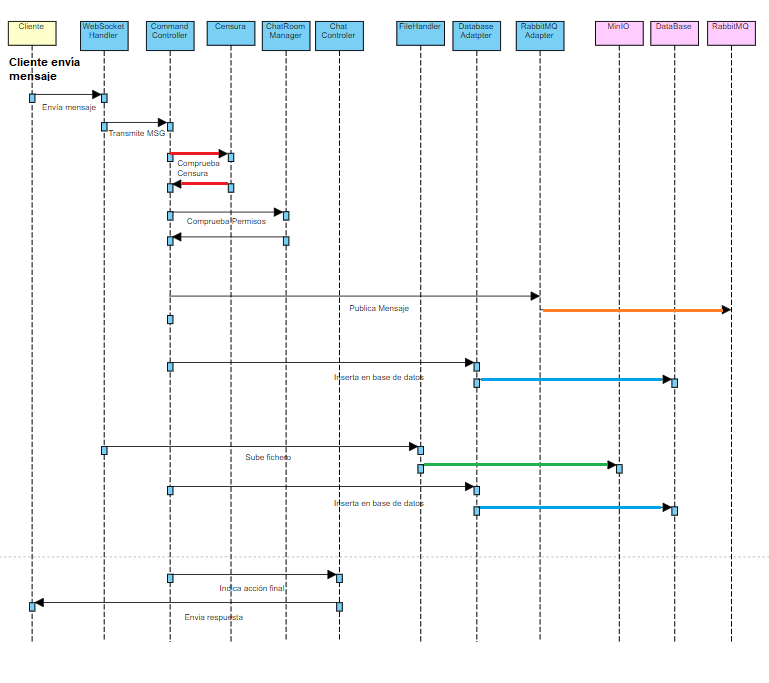 Cliente
WebSocket
Handler
Command
Controller
Censura
ChatRoom
Manager
Chat
Controler
FileHandler
Database
Adatpter
RabbitMQ
Adapter
MinIO
DataBase
RabbitMQ
Cliente envía
mensaje
Envía mensaje
Transmite MSG
Comprueba
Censura
Comprueba Permisos
Publica Mensaje
Inserta en base de datos
Sube fichero
Inserta en base de datos
Indica acción final
Envia respuesta